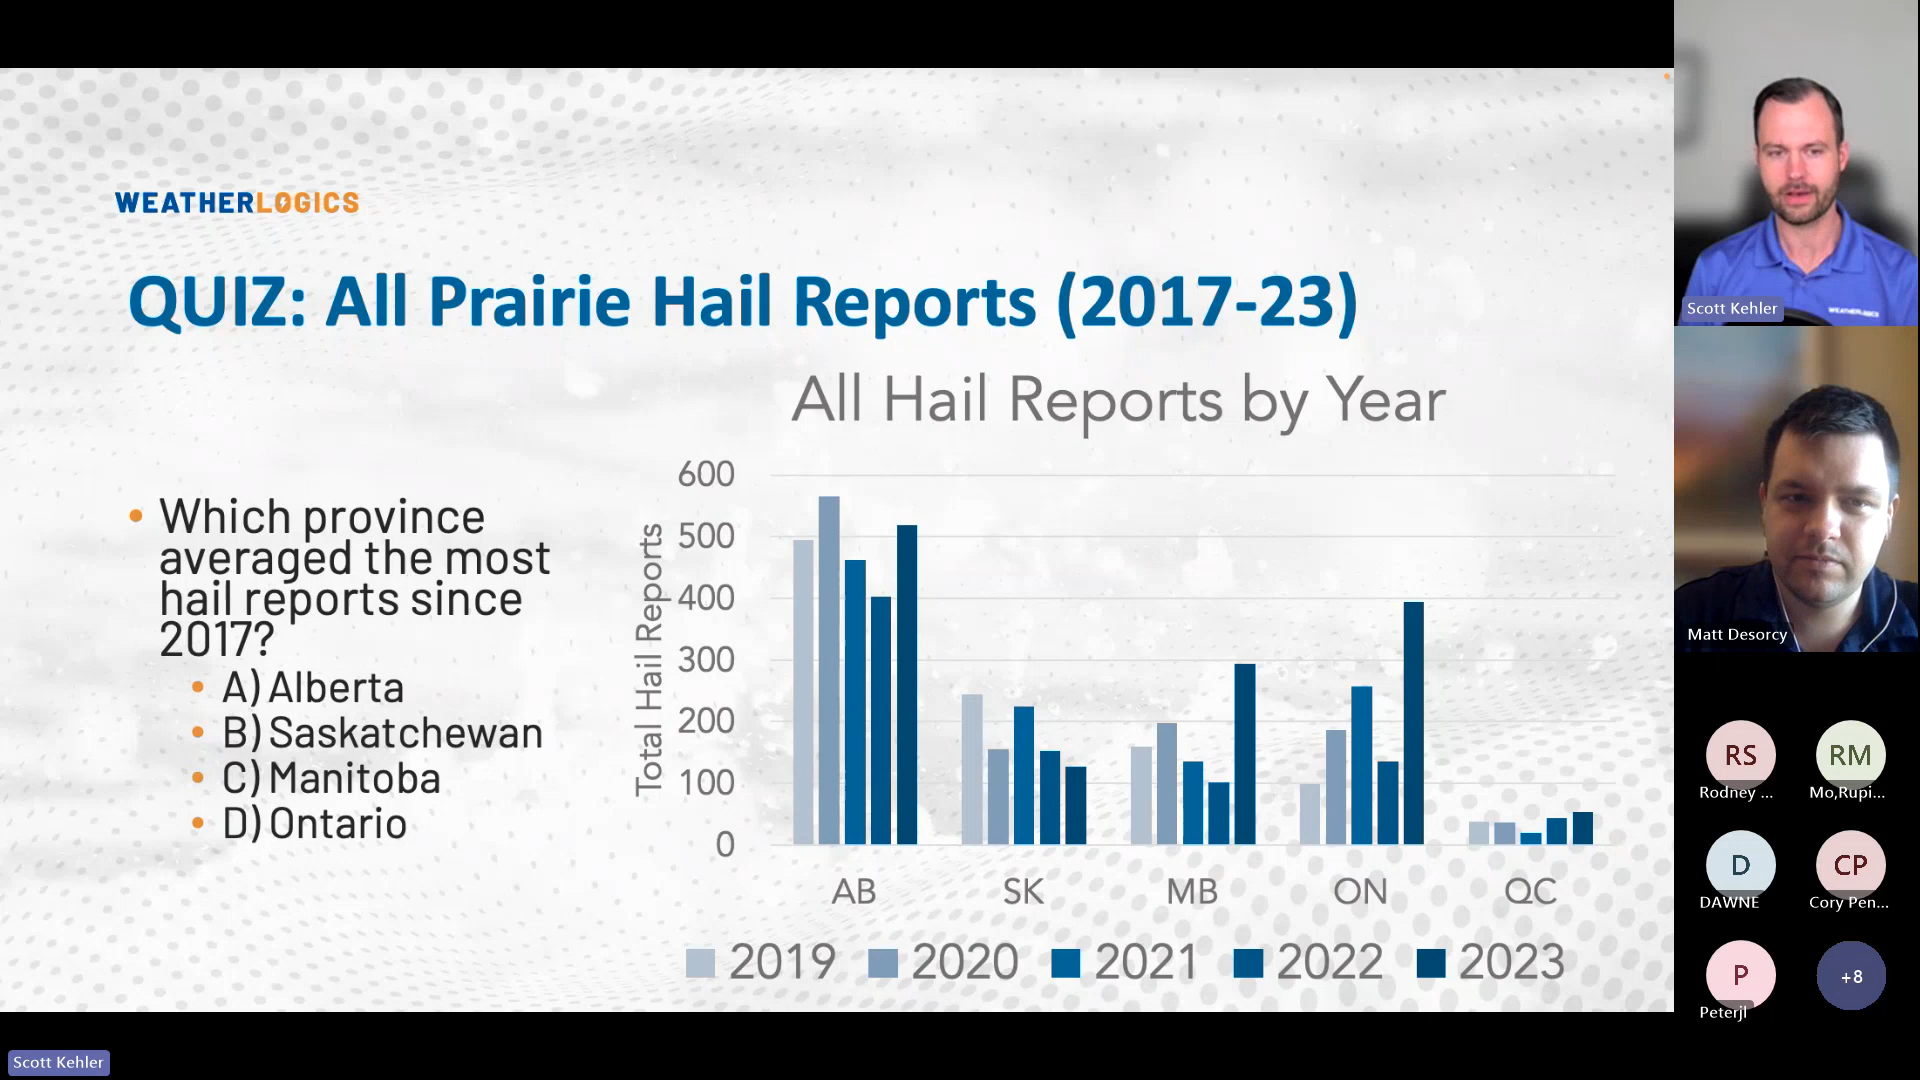 WEATHERLOGICS
QUIZ: All Prairie Hail Reports (2017-23)
• Which province
averaged the most
hail reports since
2017?
• A) Alberta
• B) Saskatchewan
• C) Manitoba
• D) Ontario
All Hail Reports by Year
Total Hail Reports
600
500
400
300
200
100
0
AB SK MB ON QC
2019 2020 2021 2022 2023
Scott Kehler
WEATHERLOGICS
Scott Kehler
Matt Desorcy
RS RM
Rodney ... Mo,Rupi...
D CP
DAWNE Cory Pen...
P +8
Peterjl